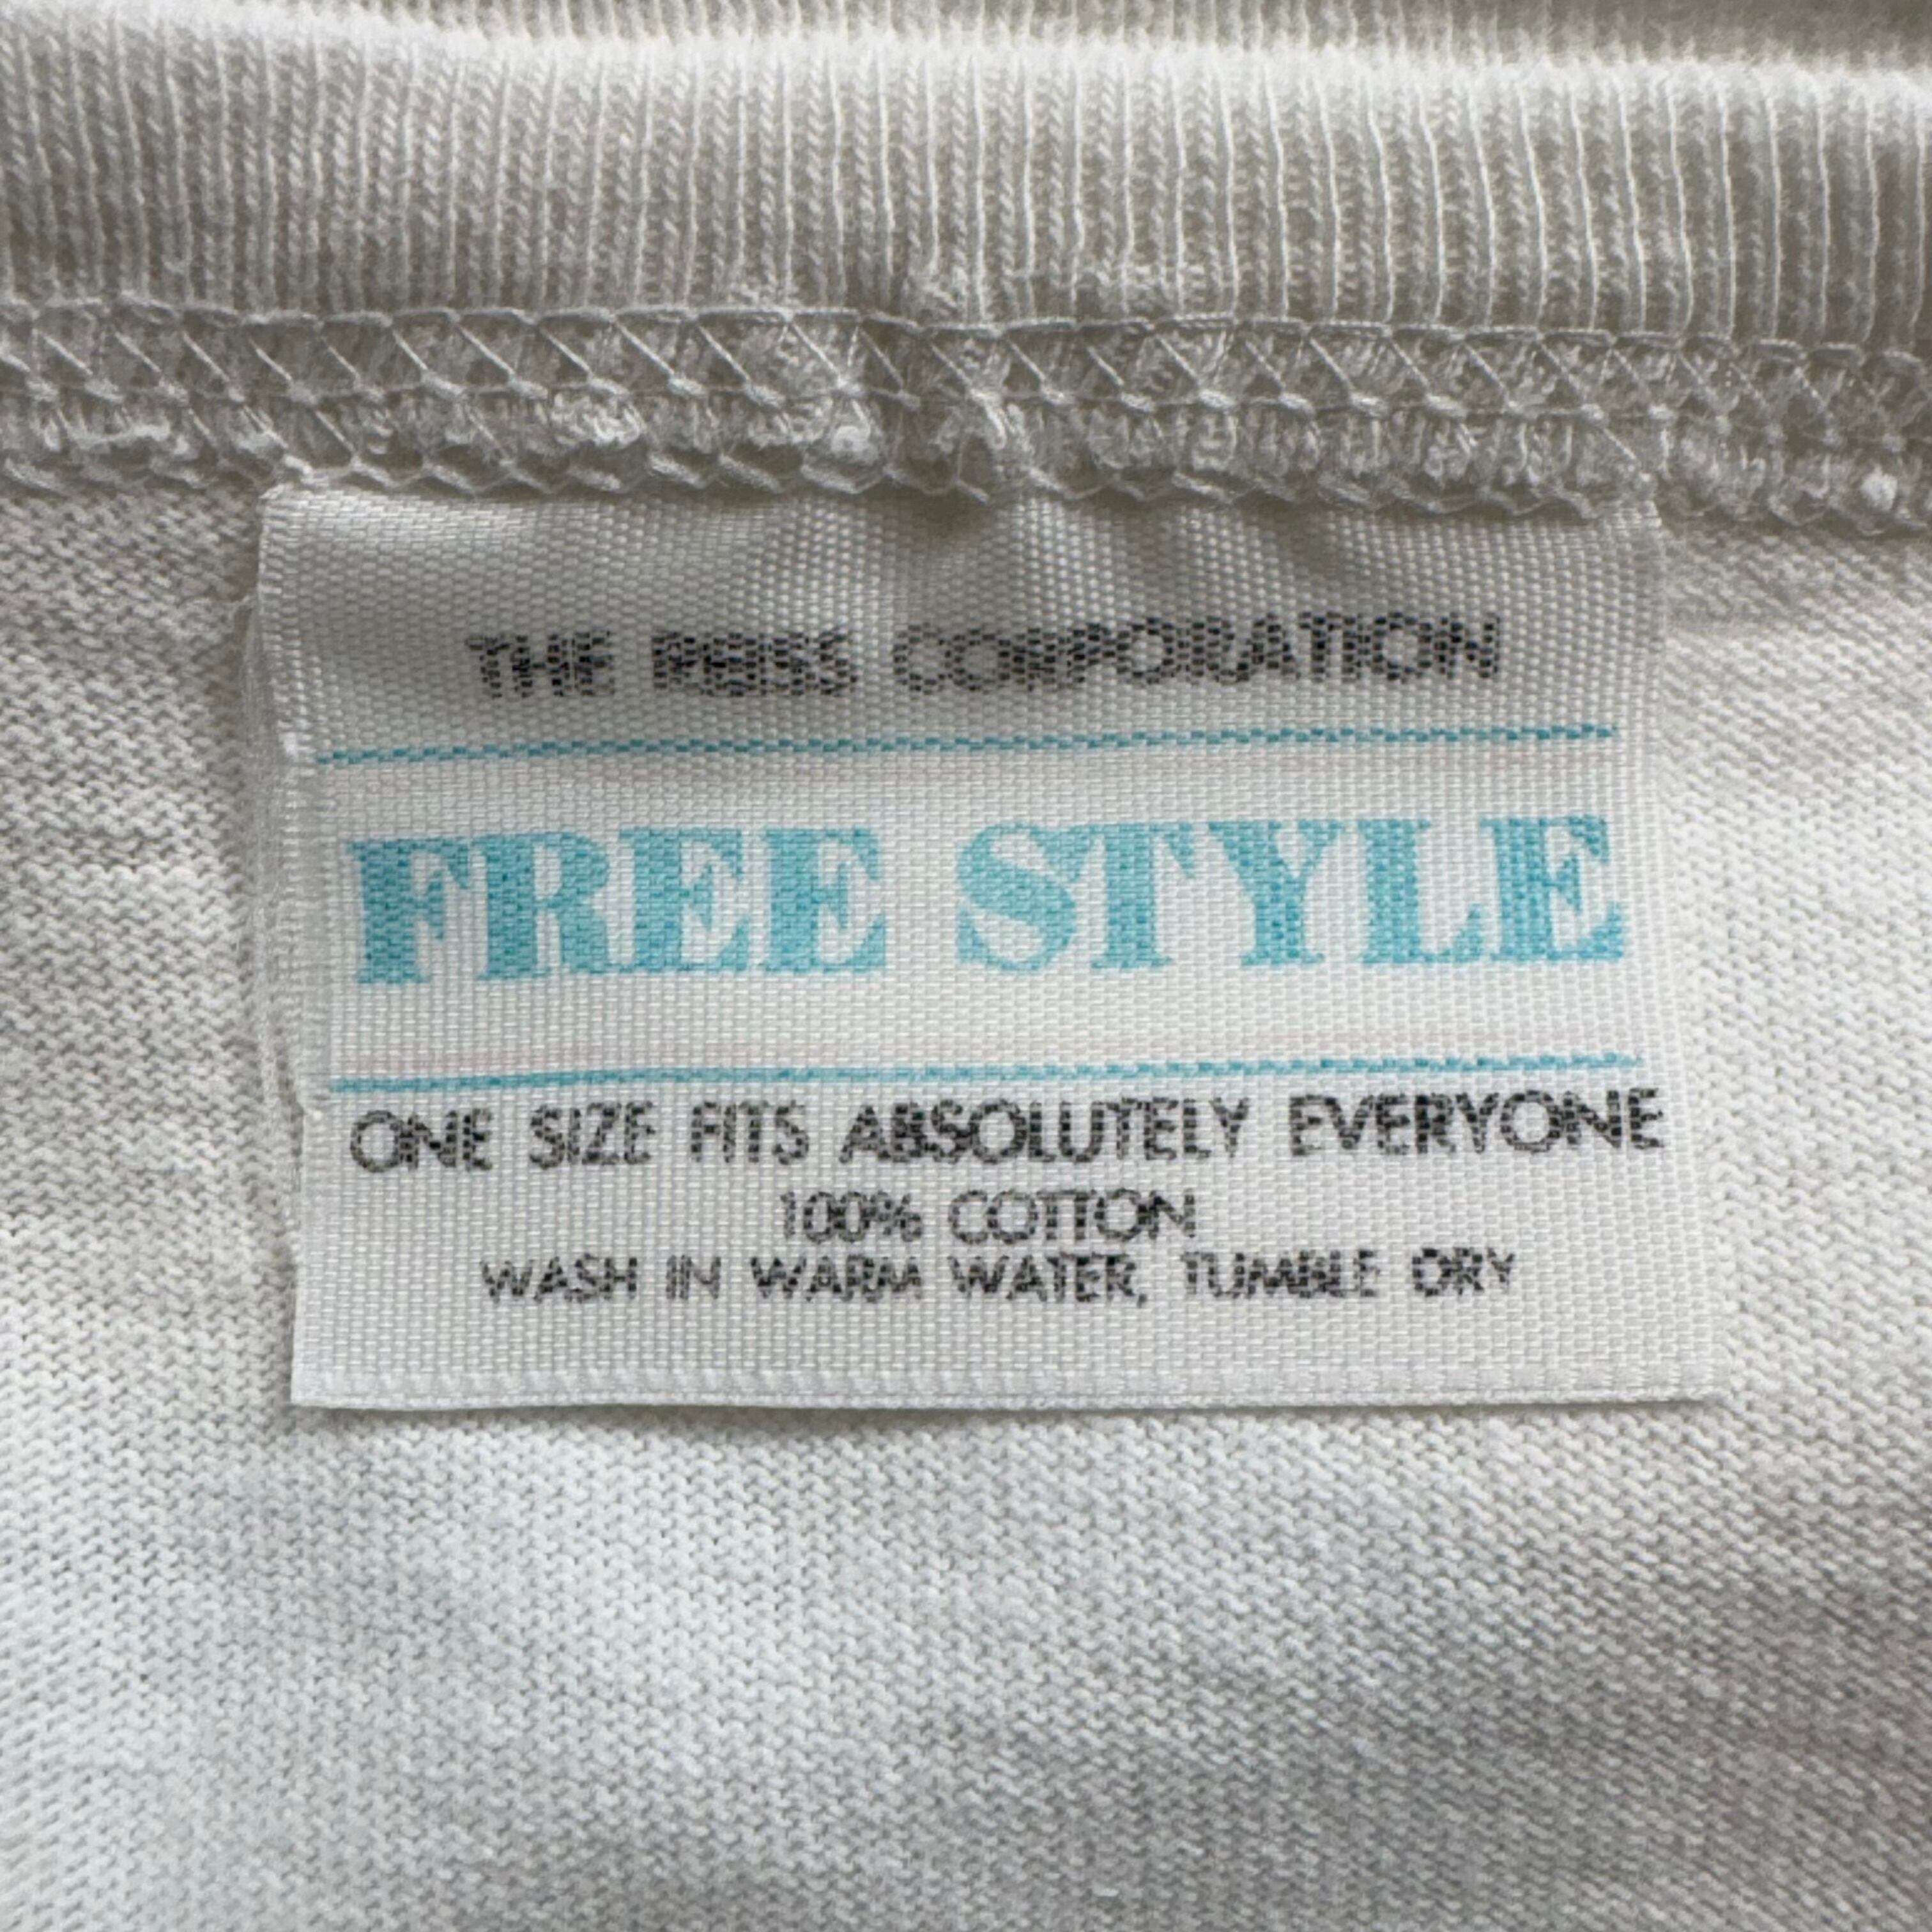 THE REISS CORPORATION
FREE STYLE
ONE SIZE FITS ABSOLUTELY EVERYONE
100% COTTON
WASH IN WARM WATER, TUMBLE DRY